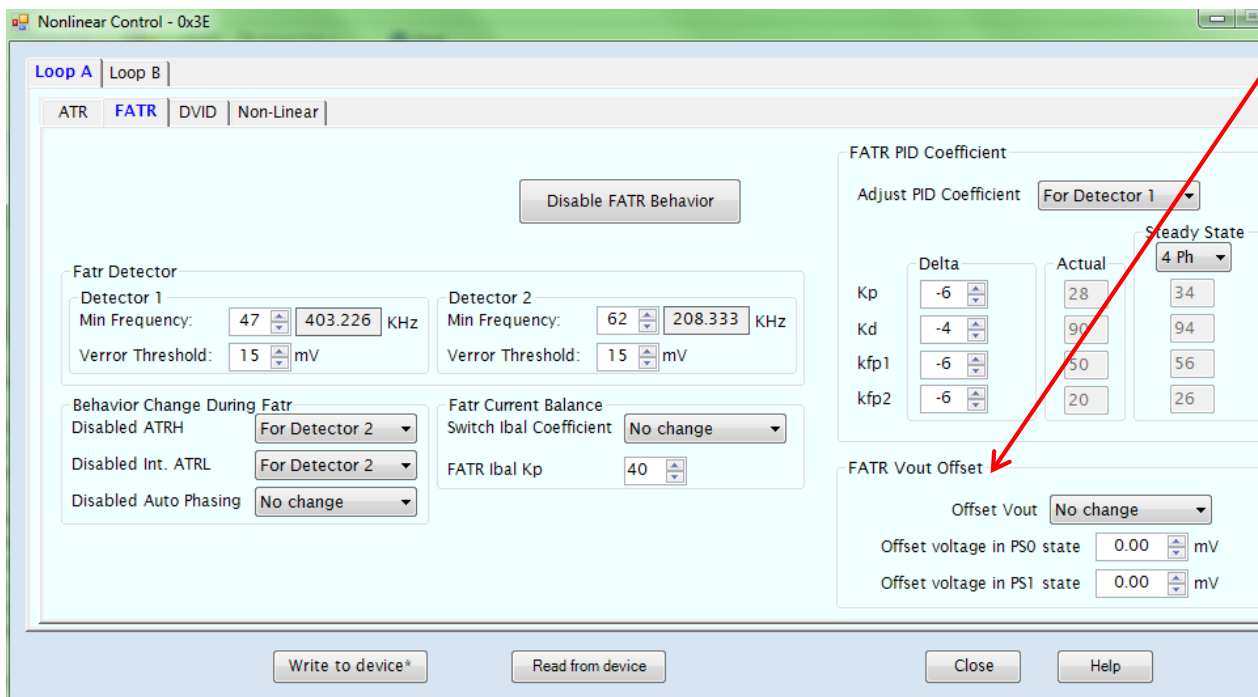 Nonlinear Control - 0x3E
Loop A
Loop B
ATR
FATR
DVID
Non-Linear
Disable FATR Behavior
Fatr Detector
Detector 1
Min Frequency: 47 403.226 KHz
Verror Threshold: 15 mV
Detector 2
Min Frequency: 62 208.333 KHz
Verror Threshold: 15 mV
Behavior Change During Fatr
Disabled ATRH For Detector 2
Disabled Int. ATRL For Detector 2
Disabled Auto Phasing No change
Fatr Current Balance
Switch Ibal Coefficient No change
FATR Ibal Kp 40
FATR PID Coefficient
Adjust PID Coefficient For Detector 1
Steady State
Delta Actual 4 Ph
Kp -6 28 34
Kd -4 90 94
kfp1 -6 50 56
kfp2 -6 20 26
FATR Vout Offset
Offset Vout No change
Offset voltage in PS0 state 0.00 mV
Offset voltage in PS1 state 0.00 mV
Write to device*
Read from device
Close
Help